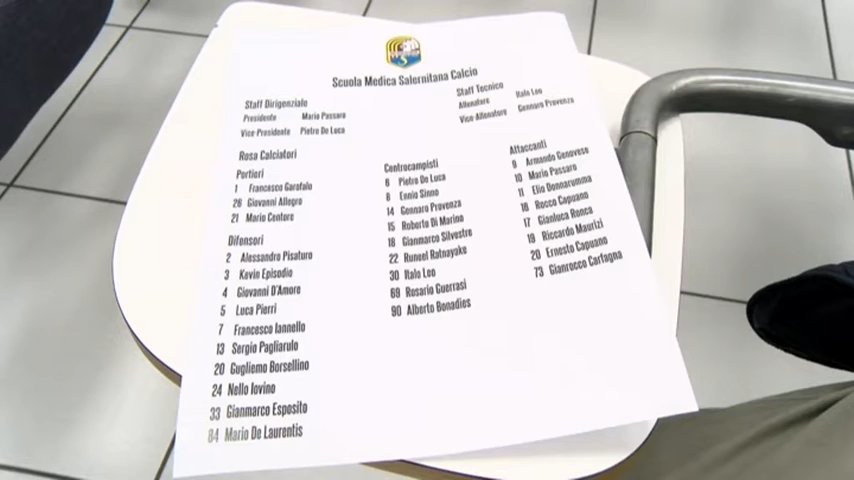 Scuola Medica Salernitana Calcio
Staff Dirigenziale
Presidente Mario Passaro
Vice-Presidente Pietro De Luca
Staff Tecnico
Allenatore Italo Leo
Vice-Allenatore Gennaro Provenza
Rosa Calciatori
Portieri
1 Francesco Garofalo
26 Giovanni Allegro
21 Mario Centore
Difensori
2 Alessandro Pisaturo
3 Kevin Episodio
4 Giovanni D'Amore
5 Luca Pierri
7 Francesco Iannello
13 Sergio Pagliarulo
20 Gugliemo Borsellino
24 Nello Iovino
33 Gianmarco Esposito
84 Mario De Laurentis
Centrocampisti
6 Pietro De Luca
8 Ennio Sinno
14 Gennaro Provenza
15 Roberto Di Marino
18 Gianmarco Silvestre
22 Runeel Ratnayake
30 Italo Leo
69 Rosario Guerrasi
90 Alberto Bonadies
Attaccanti
9 Armando Genovese
10 Mario Passaro
11 Elio Donnarumma
16 Rocco Capuano
17 Gianluca Ronca
19 Riccardo Maurizi
20 Ernesto Capuano
73 Gianrocco Carfagna